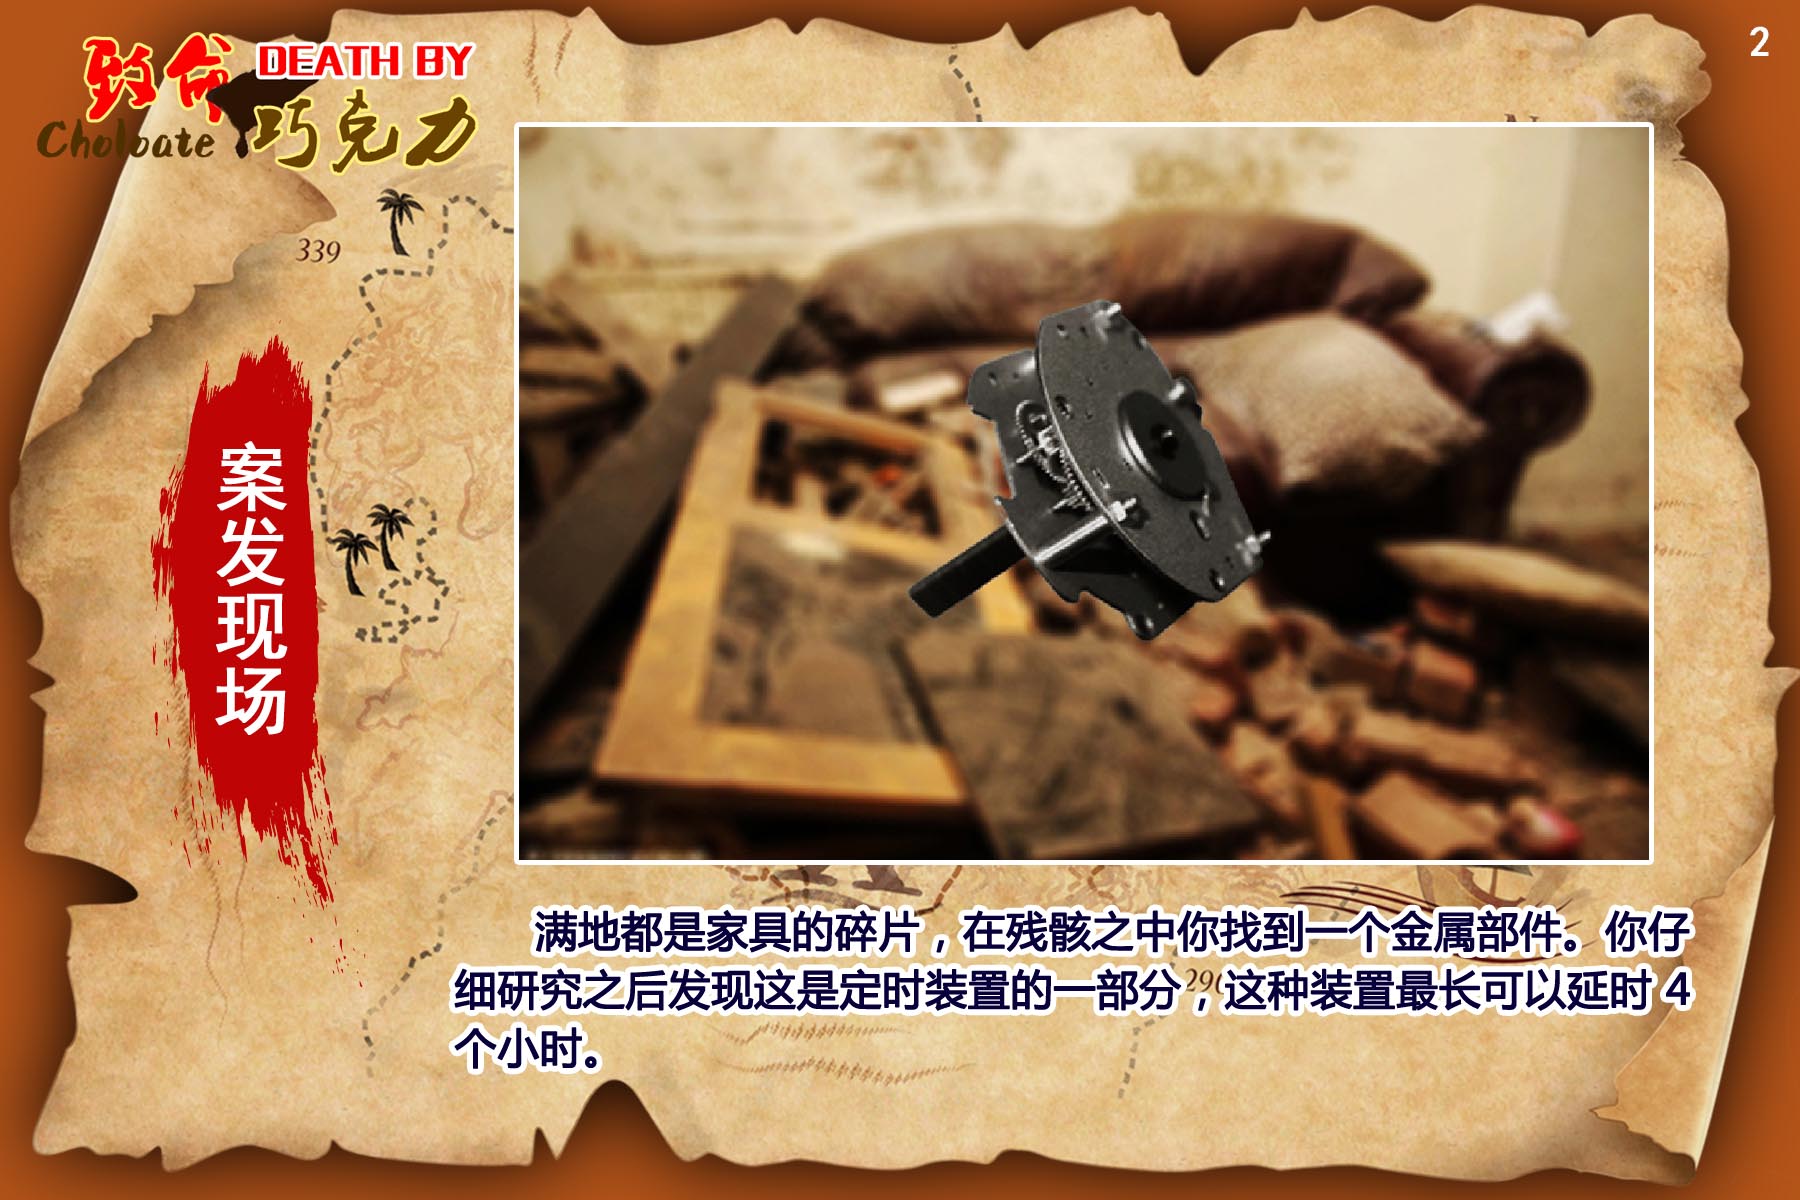 2
致命 DEATH BY
Choloate 巧克力
339
案发现场
满地都是家具的碎片，在残骸之中你找到一个金属部件。你仔
细研究之后发现这是定时装置的一部分，这种装置最长可以延时 4
个小时。